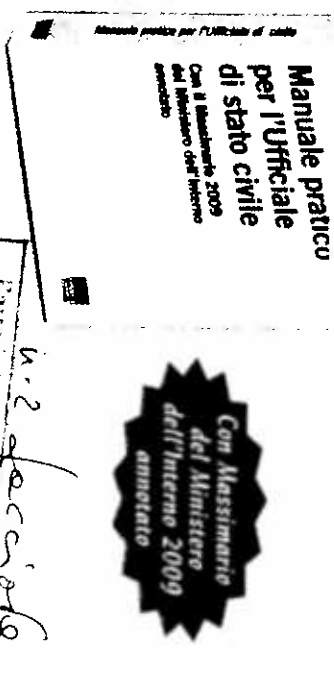 Manuale pratico per l'Ufficiale di stato civile
Manuale pratico
per l'Ufficiale
di stato civile
Con il Massimario 2009
del Ministero dell'Interno
annotato
Con Massimario
del Ministero
dell'Interno 2009
annotato
n. 2